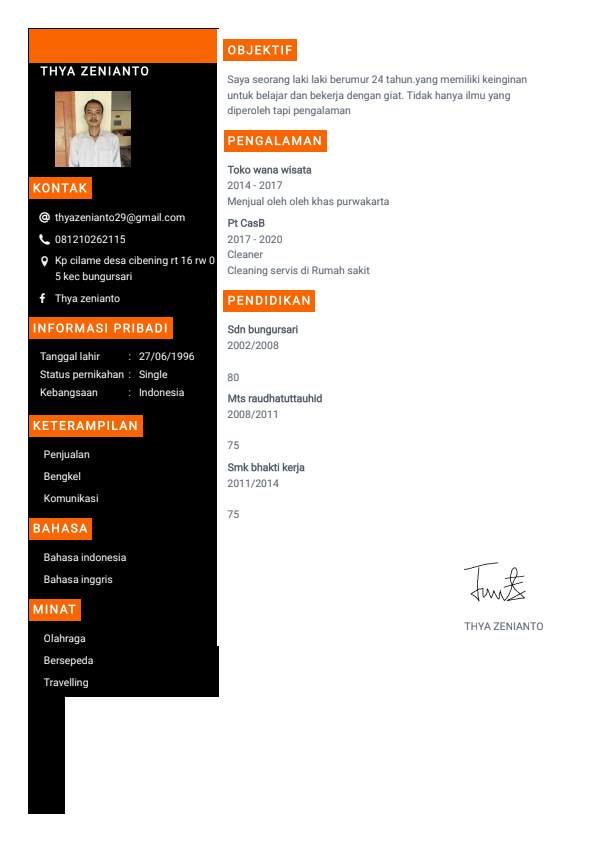 THYA ZENIANTO
KONTAK
thyazenianto29@gmail.com
081210262115
Kp cilame desa cibening rt 16 rw 0
5 kec bungursari
Thya zenianto
INFORMASI PRIBADI
Tanggal lahir : 27/06/1996
Status pernikahan : Single
Kebangsaan : Indonesia
KETERAMPILAN
Penjualan
Bengkel
Komunikasi
BAHASA
Bahasa indonesia
Bahasa inggris
MINAT
Olahraga
Bersepeda
Travelling
OBJEKTIF
Saya seorang laki laki berumur 24 tahun.yang memiliki keinginan
untuk belajar dan bekerja dengan giat. Tidak hanya ilmu yang
diperoleh tapi pengalaman
PENGALAMAN
Toko wana wisata
2014 - 2017
Menjual oleh oleh khas purwakarta
Pt CasB
2017 - 2020
Cleaner
Cleaning servis di Rumah sakit
PENDIDIKAN
Sdn bungursari
2002/2008
80
Mts raudhatuttauhid
2008/2011
75
Smk bhakti kerja
2011/2014
75
THYA ZENIANTO